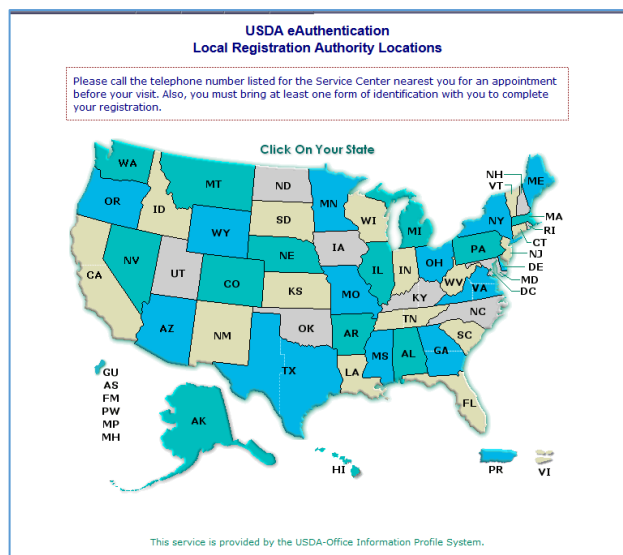 USDA eAuthentication
Local Registration Authority Locations
Please call the telephone number listed for the Service Center nearest you for an appointment
before your visit. Also, you must bring at least one form of identification with you to complete
your registration.
Click On Your State
WA
MT
ND
MN
NH
VT
ME
OR
ID
SD
WI
MI
NY
MA
RI
CT
WY
NE
IA
IL
IN
OH
PA
NJ
DE
MD
DC
NV
UT
CO
KS
MO
KY
WV
VA
CA
AZ
NM
OK
AR
TN
NC
SC
TX
LA
MS
AL
GA
FL
GU
AS
FM
PW
MP
MH
AK
HI
PR
VI
This service is provided by the USDA-Office Information Profile System.